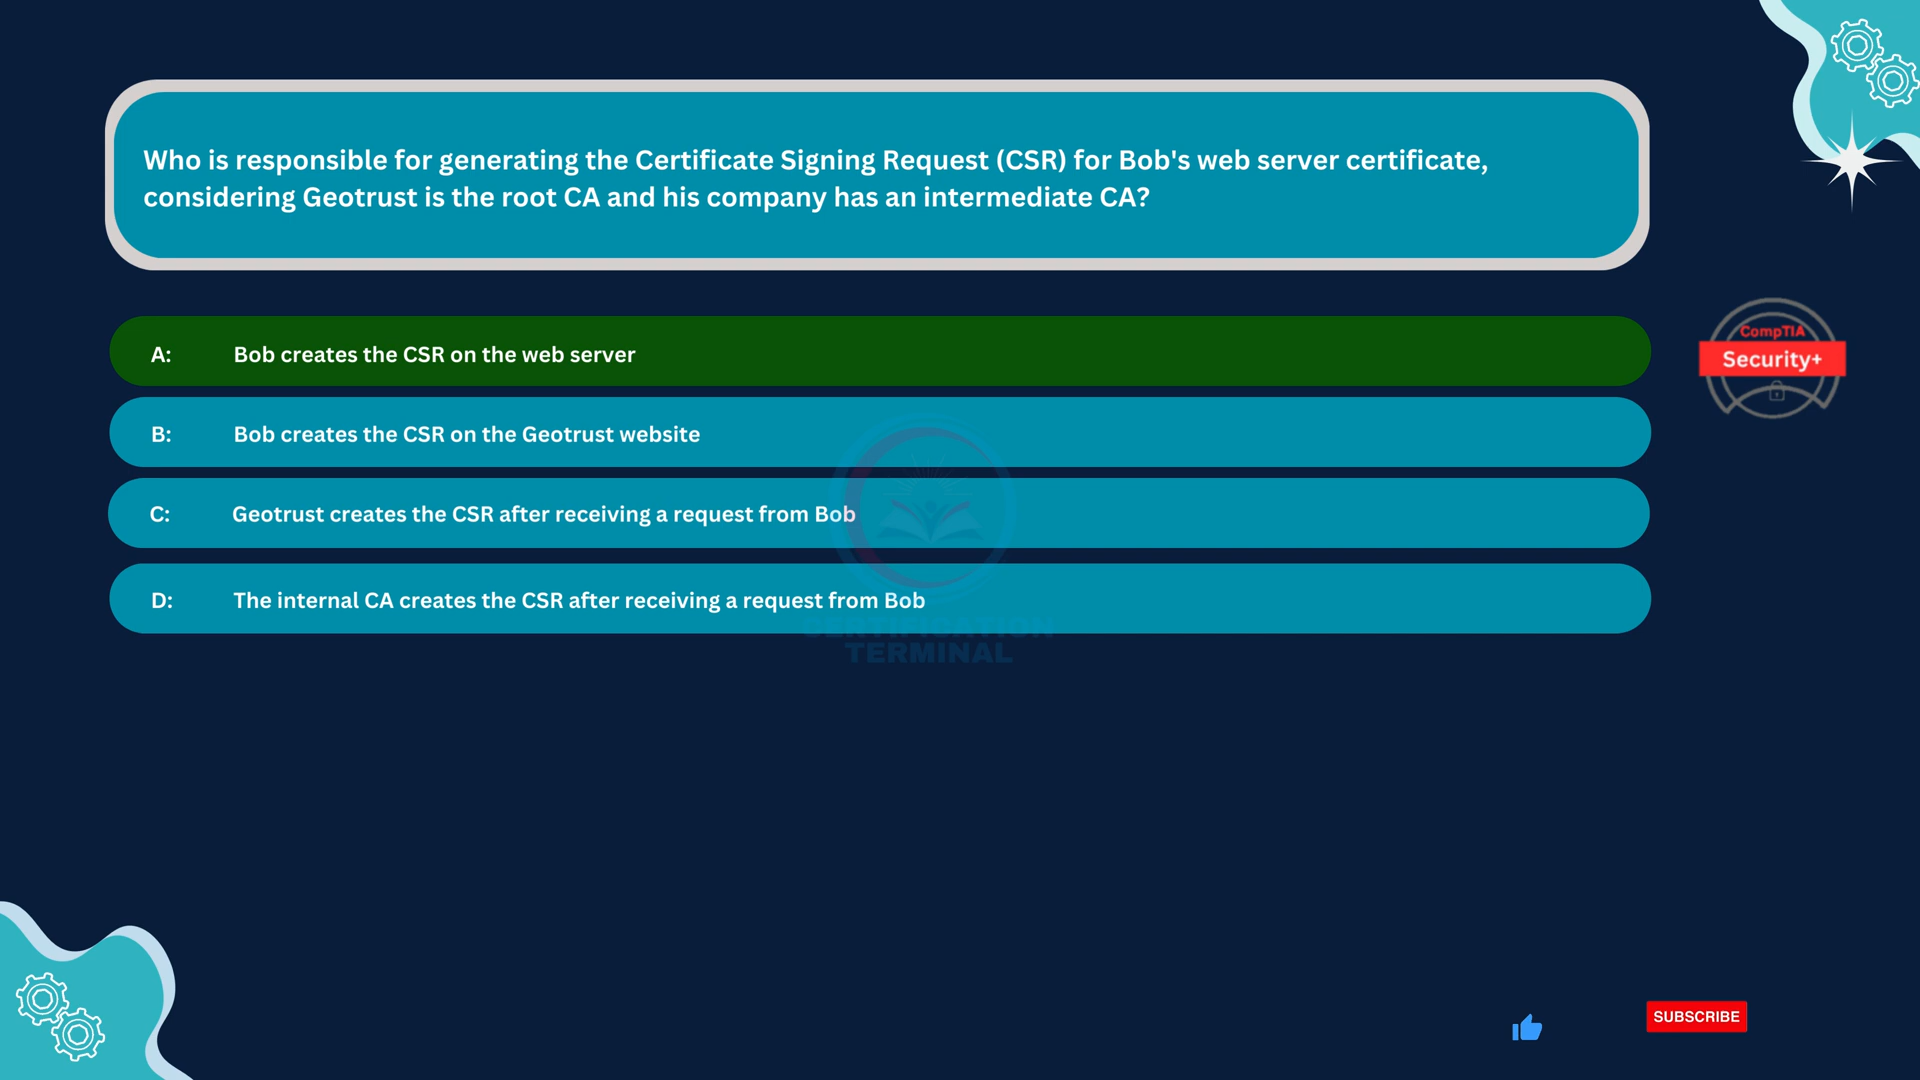 Who is responsible for generating the Certificate Signing Request (CSR) for Bob's web server certificate,
considering Geotrust is the root CA and his company has an intermediate CA?
A: Bob creates the CSR on the web server
CompTIA
Security+
B: Bob creates the CSR on the Geotrust website
C: Geotrust creates the CSR after receiving a request from Bob
D: The internal CA creates the CSR after receiving a request from Bob
CERTIFICATION
TERMINAL
SUBSCRIBE